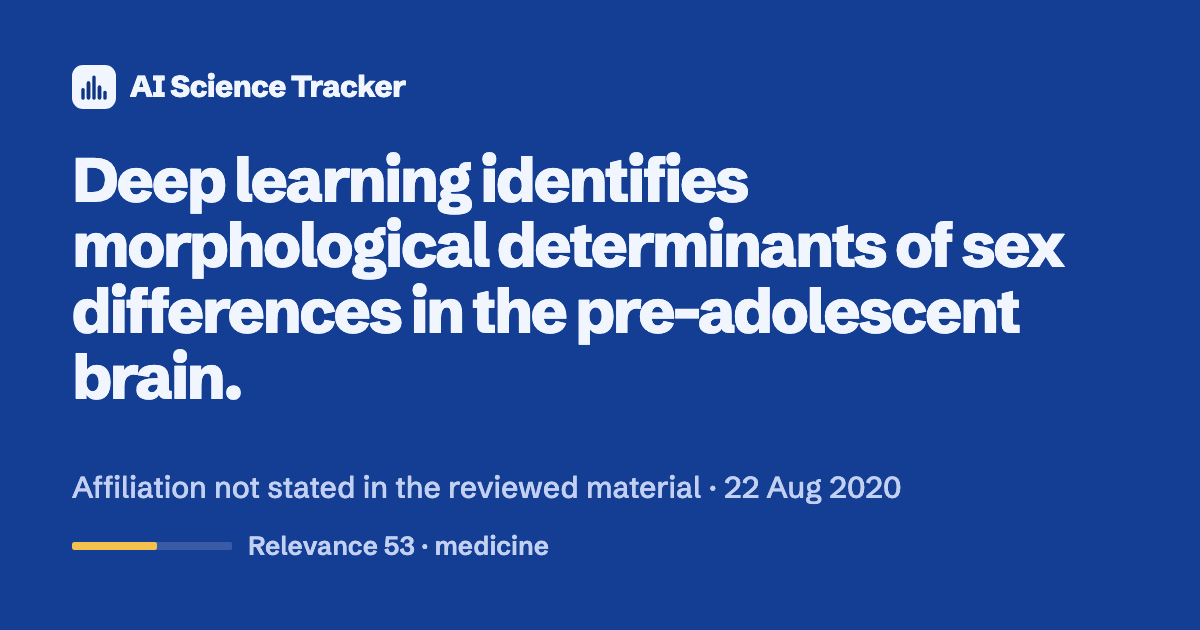 AI Science Tracker
Deep learning identifies
morphological determinants of sex
differences in the pre-adolescent
brain.
Affiliation not stated in the reviewed material · 22 Aug 2020
Relevance 53 · medicine